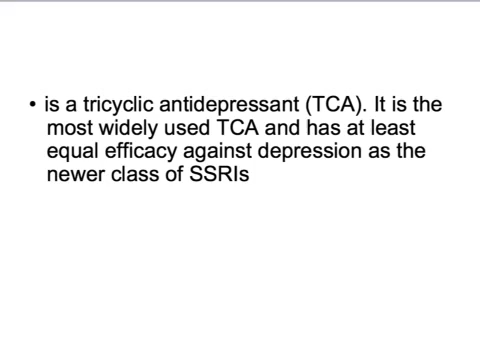 • is a tricyclic antidepressant (TCA). It is the
most widely used TCA and has at least
equal efficacy against depression as the
newer class of SSRIs